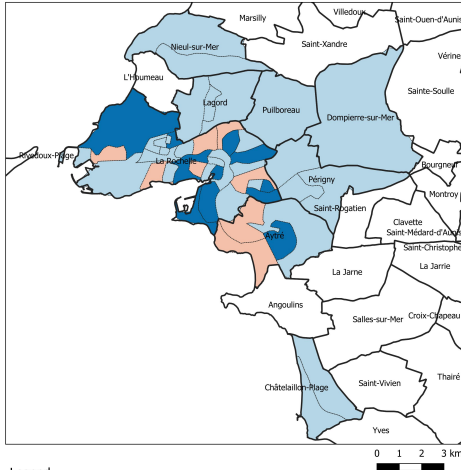 Villedoux
Marsilly
Saint-Ouen-d'Aunis
Saint-Xandre
Nieul-sur-Mer
Vérine
L'Houmeau
Sainte-Soulle
Lagord
Puilboreau
Dompierre-sur-Mer
Rivedoux-Plage
La Rochelle
Bourgneuf
Périgny
Montroy
Saint-Rogatien
Clavette
Saint-Médard-d'Aunis
Aytré
Saint-Christophe
La Jarrie
La Jarne
Angoulins
Salles-sur-Mer
Croix-Chapeau
Thairé
Châtelaillon-Plage
Saint-Vivien
Yves
0 1 2 3 km